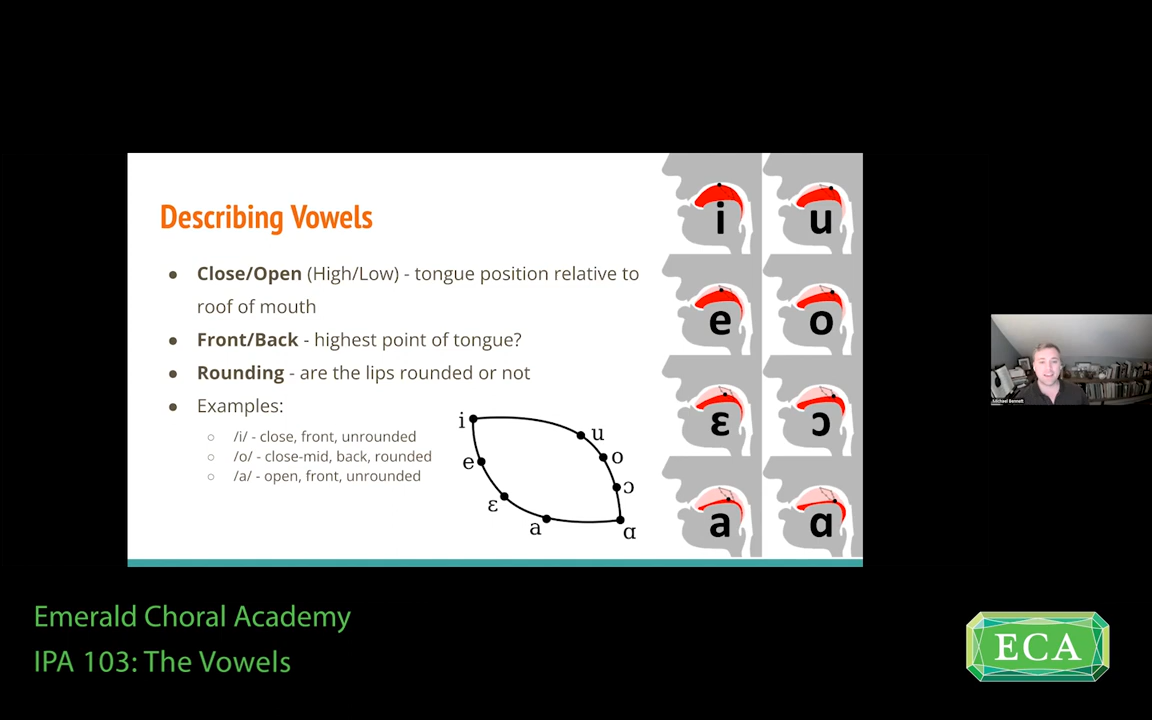 Describing Vowels
● Close/Open (High/Low) - tongue position relative to
roof of mouth
● Front/Back - highest point of tongue?
● Rounding - are the lips rounded or not
● Examples:
○ /i/ - close, front, unrounded
○ /o/ - close-mid, back, rounded
○ /a/ - open, front, unrounded
i
u
e
o
ɛ
ɔ
a
ɑ
i u
e o
ɛ ɔ
a ɑ
Michael Bennett
Emerald Choral Academy
IPA 103: The Vowels
ECA